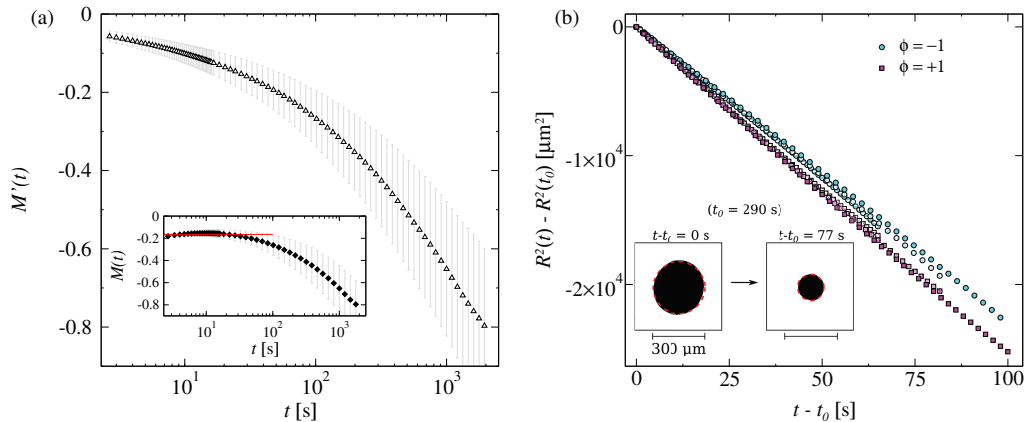 (a)
0
-0.2
-0.4
-0.6
-0.8
M'(t)
10¹
10²
10³
t [s]
0
-0.2
-0.4
-0.6
-0.8
M(t)
10¹
10²
10³
t [s]
(b)
0
-1×10⁴
-2×10⁴
R²(t) - R²(t₀) [µm²]
ϕ = −1
ϕ = +1
(t₀ = 290 s)
t-t₀ = 0 s
t-t₀ = 77 s
300 µm
0
25
50
75
100
t - t₀ [s]